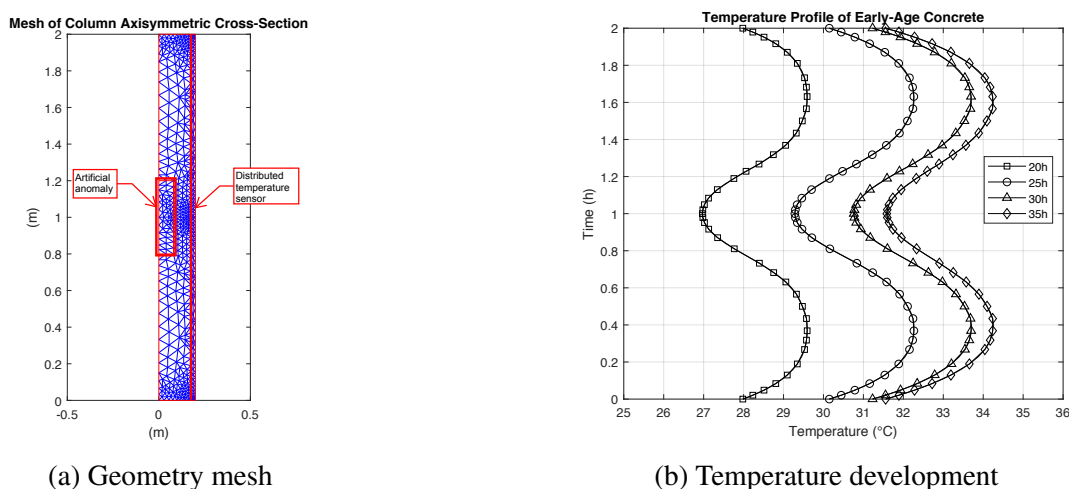 Mesh of Column Axisymmetric Cross-Section
2
1.8
1.6
1.4
1.2
1
0.8
0.6
0.4
0.2
0
(m)
-0.5
0
0.5
(m)
Artificial
anomaly
Distributed
temperature
sensor
(a) Geometry mesh
Temperature Profile of Early-Age Concrete
2
1.8
1.6
1.4
1.2
1
0.8
0.6
0.4
0.2
0
Time (h)
25
26
27
28
29
30
31
32
33
34
35
36
Temperature (°C)
20h
25h
30h
35h
(b) Temperature development